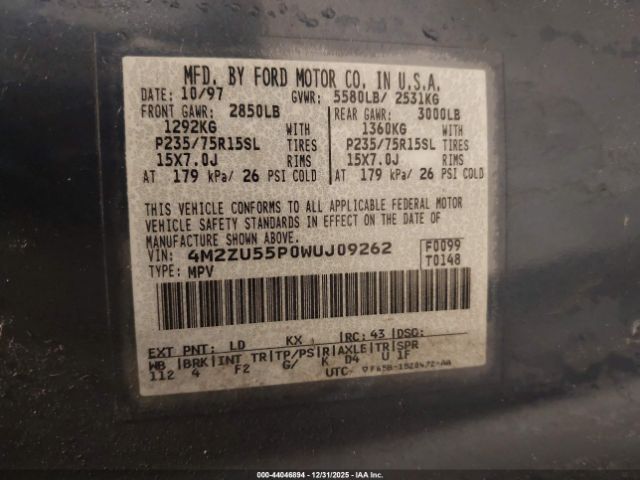 MFD. BY FORD MOTOR CO. IN U.S.A.
DATE: 10/97 GVWR: 5580LB/ 2531KG
FRONT GAWR: 2850LB REAR GAWR: 3000LB
1292KG WITH 1360KG WITH
P235/75R15SL TIRES P235/75R15SL TIRES
15X7.0J RIMS 15X7.0J RIMS
AT 179 kPa/ 26 PSI COLD AT 179 kPa/ 26 PSI COLD
THIS VEHICLE CONFORMS TO ALL APPLICABLE FEDERAL MOTOR
VEHICLE SAFETY STANDARDS IN EFFECT ON THE DATE OF
MANUFACTURE SHOWN ABOVE.
VIN: 4M2ZU55P0WUJ09262 F0099
TYPE: MPV T0148
EXT PNT: LD KX RC: 43 DSO:
WB BRK INT TR TP/PS R AXLE TR SPR
112 4 F2 G/ K D4 U 1F
UTC
000-44046894 - 12/31/2025 - IAA Inc.